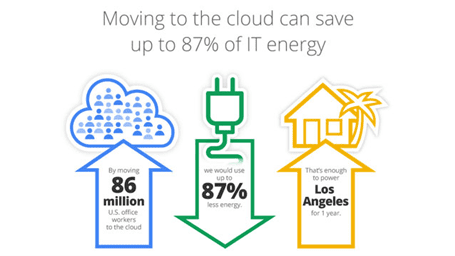 Moving to the cloud can save
up to 87% of IT energy
By moving
86
million
U.S. office
workers
to the cloud
we would use
up to
87%
less energy.
That's enough
to power
Los
Angeles
for 1 year.